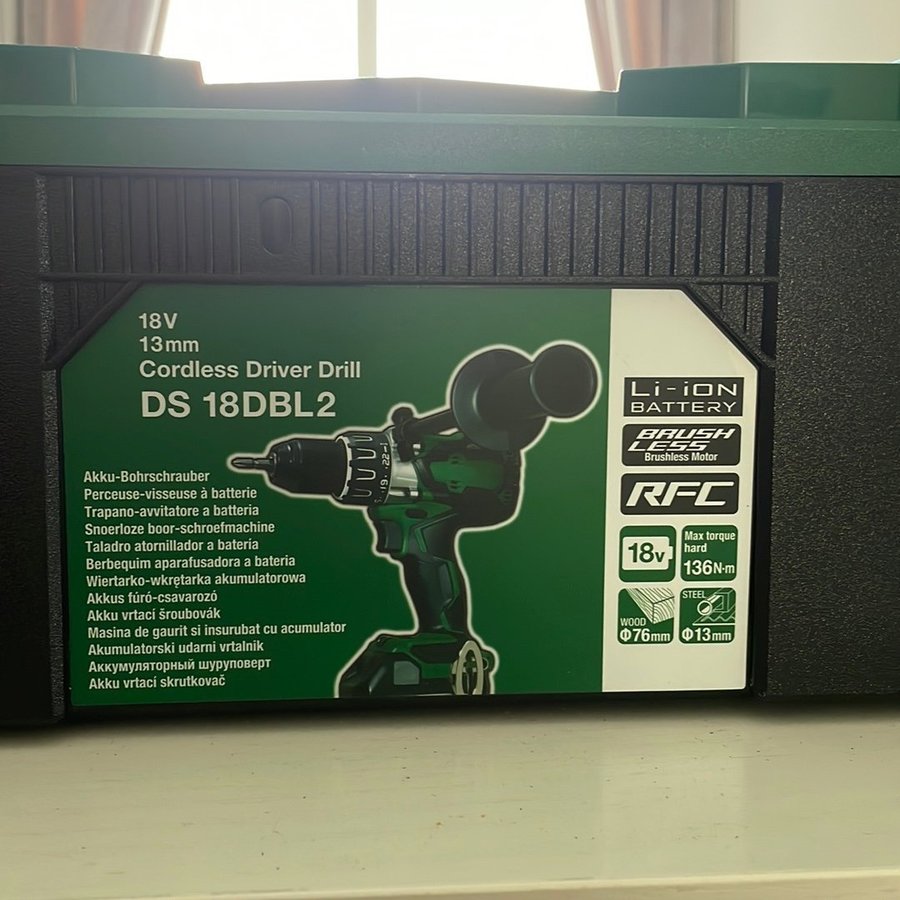 18V
13mm
Cordless Driver Drill
DS 18DBL2
Akku-Bohrschrauber
Perceuse-visseuse à batterie
Trapano-avvitatore a batteria
Snoerloze boor-schroefmachine
Taladro atornillador a batería
Berbequim aparafusadora a bateria
Wiertarko-wkrętarka akumulatorowa
Akkus fúró-csavarozó
Akku vrtací šroubovák
Masina de gaurit si insurubat cu acumulator
Akumulatorski udarni vrtalnik
Аккумуляторный шуруповерт
Akku vrtací skrutkovač
22
19
Li-ion
BATTERY
BRUSH
LESS
Brushless Motor
RFC
18V
Max torque
hard
136N·m
WOOD
Φ76mm
STEEL
Φ13mm